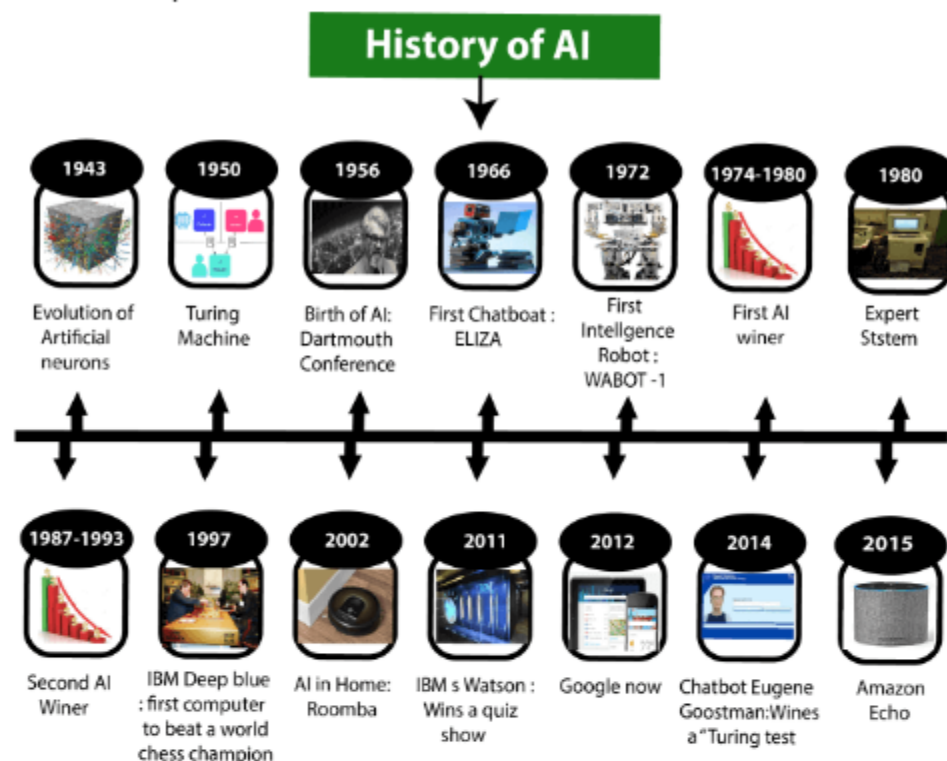 History of AI
1943
1950
1956
1966
1972
1974-1980
1980
Evolution of
Artificial
neurons
Turing
Machine
Birth of AI:
Dartmouth
Conference
First Chatboat :
ELIZA
First
Intellgence
Robot :
WABOT -1
First AI
winer
Expert
Ststem
1987-1993
1997
2002
2011
2012
2014
2015
Second AI
Winer
IBM Deep blue
: first computer
to beat a world
chess champion
AI in Home:
Roomba
IBM s Watson :
Wins a quiz
show
Google now
Chatbot Eugene
Goostman:Wines
a "Turing test
Amazon
Echo